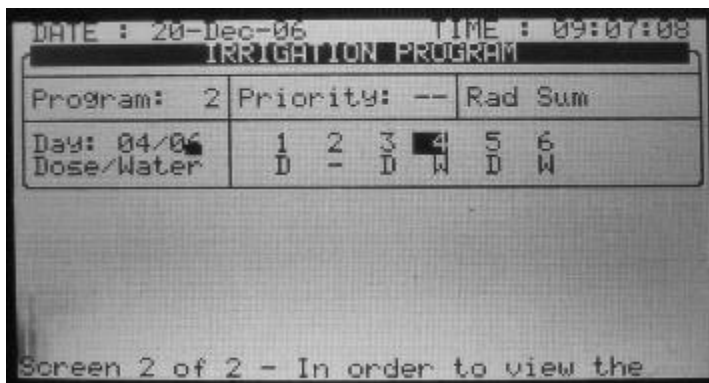 DATE : 20-Dec-06 TIME : 09:07:08
IRRIGATION PROGRAM
Program: 2 Priority: -- Rad Sum
Day: 04/06 1 2 3 4 5 6
Dose/Water D - D W D W
Screen 2 of 2 - In order to view the